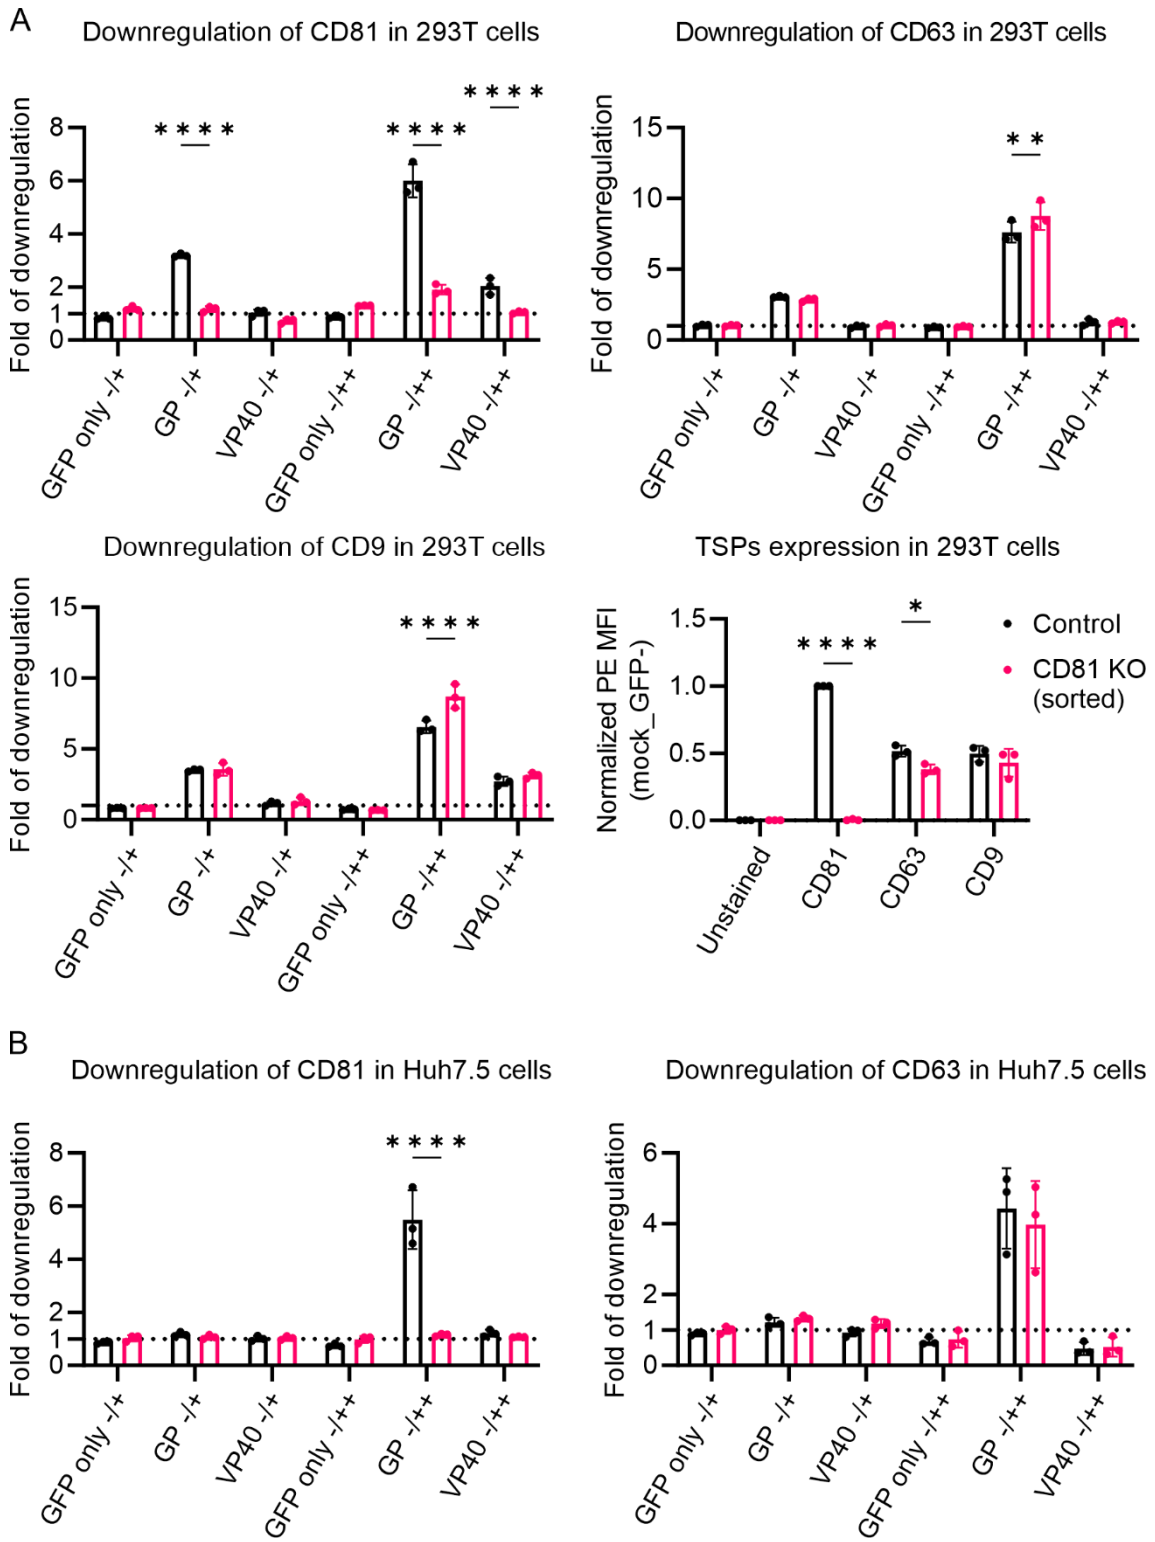 A
Downregulation of CD81 in 293T cells
Fold of downregulation
8
6
4
2
1
0
* * * *
* * * *
* * * *
GFP only -/+
GP -/+
VP40 -/+
GFP only -/++
GP -/++
VP40 -/++
Downregulation of CD63 in 293T cells
Fold of downregulation
15
10
5
0
* *
GFP only -/+
GP -/+
VP40 -/+
GFP only -/++
GP -/++
VP40 -/++
Downregulation of CD9 in 293T cells
Fold of downregulation
15
10
5
0
* * * *
GFP only -/+
GP -/+
VP40 -/+
GFP only -/++
GP -/++
VP40 -/++
TSPs expression in 293T cells
Normalized PE MFI
(mock_GFP-)
1.5
1.0
0.5
0.0
* * * *
*
Unstained
CD81
CD63
CD9
Control
CD81 KO
(sorted)
B
Downregulation of CD81 in Huh7.5 cells
Fold of downregulation
8
6
4
2
1
0
* * * *
GFP only -/+
GP -/+
VP40 -/+
GFP only -/++
GP -/++
VP40 -/++
Downregulation of CD63 in Huh7.5 cells
Fold of downregulation
6
4
2
1
0
GFP only -/+
GP -/+
VP40 -/+
GFP only -/++
GP -/++
VP40 -/++